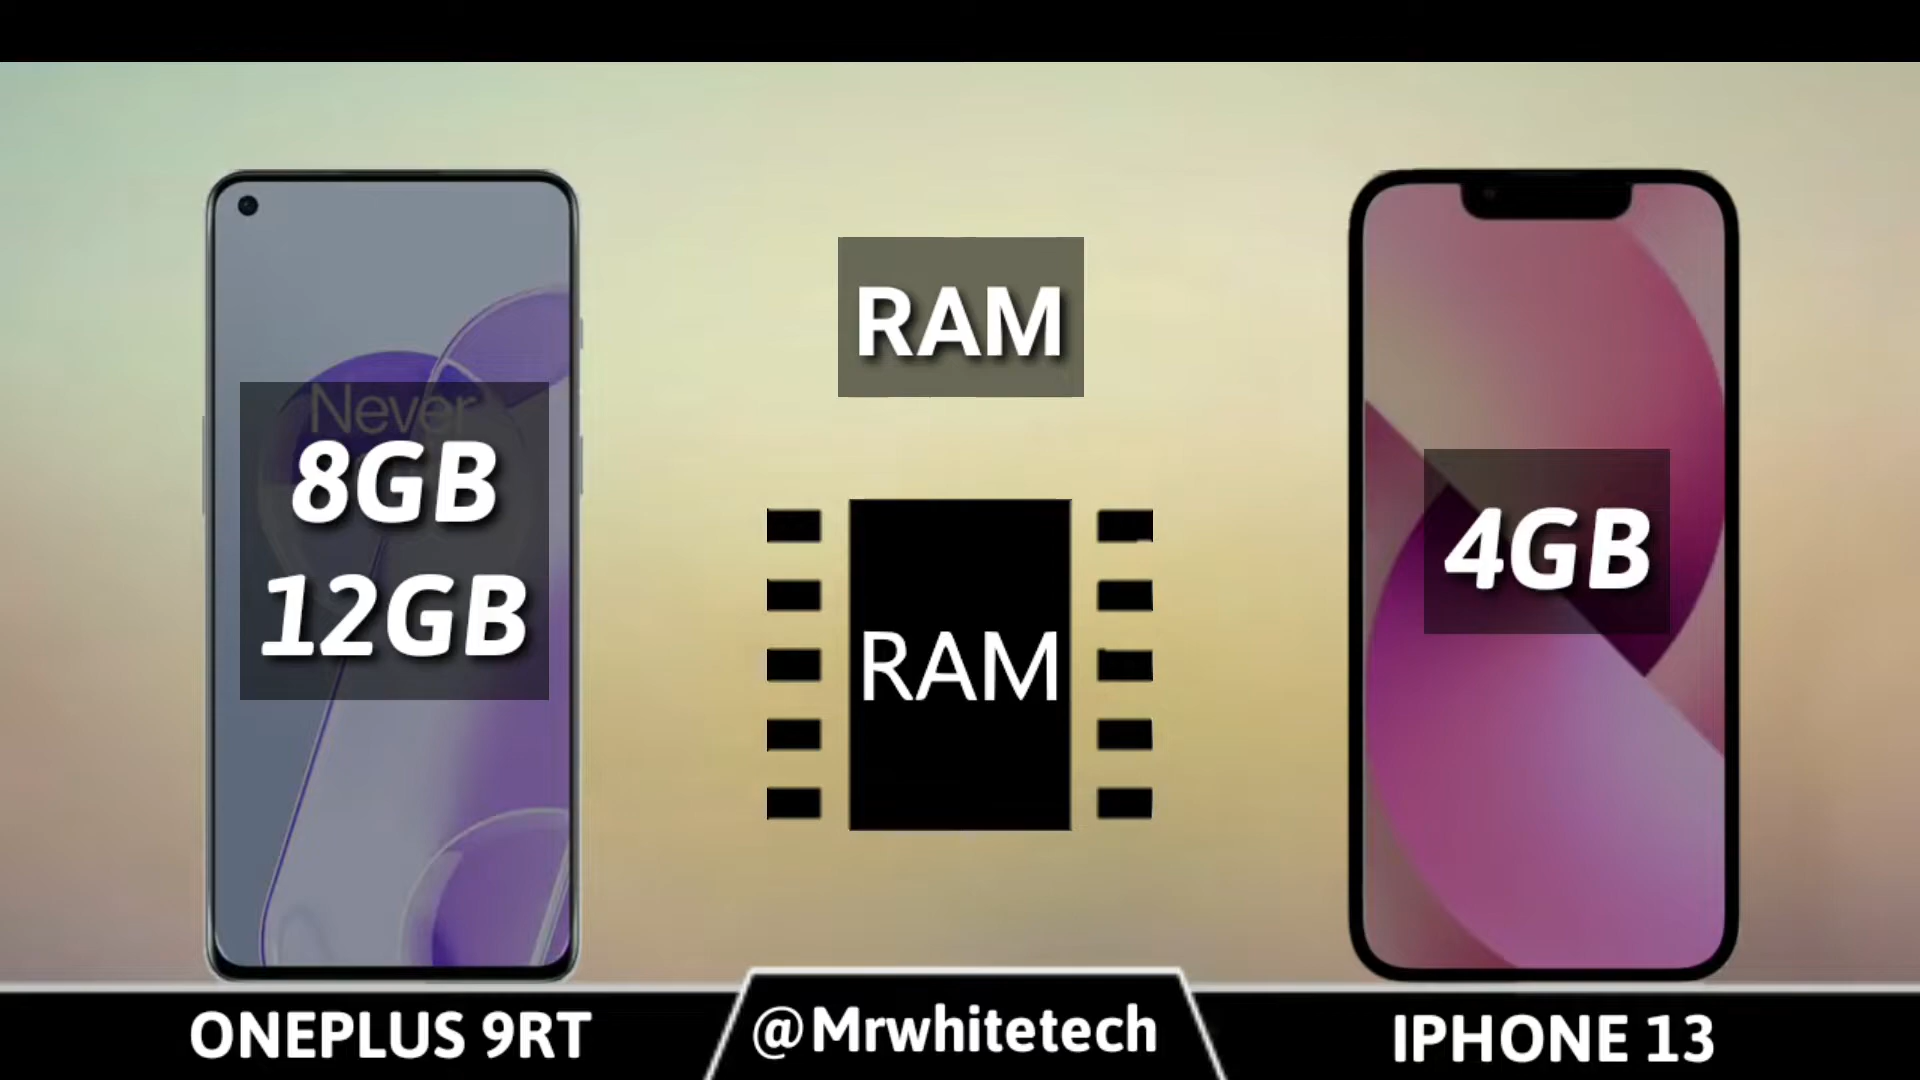 RAM
Never
8GB
12GB
RAM
4GB
ONEPLUS 9RT
@Mrwhitetech
IPHONE 13